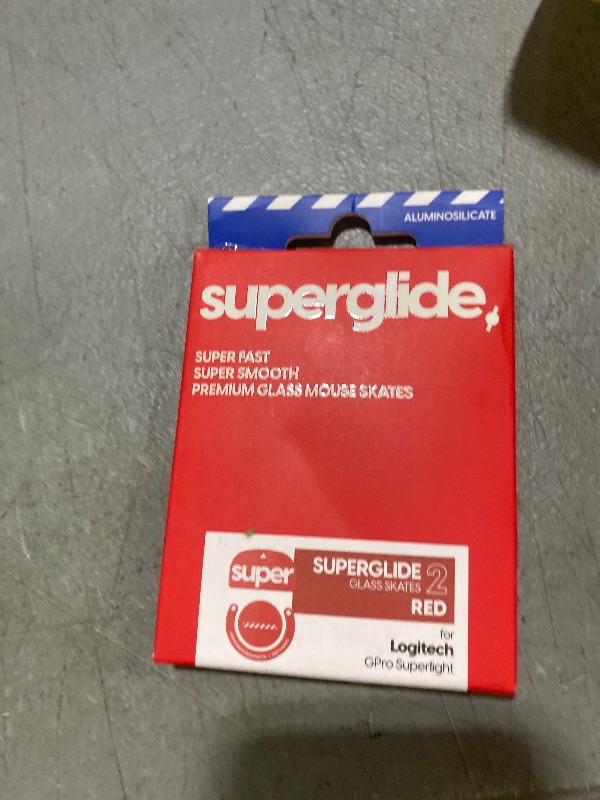 ALUMINOSILICATE
superglide
SUPER FAST
SUPER SMOOTH
PREMIUM GLASS MOUSE SKATES
super
SUPERGLIDE 2
GLASS SKATES
RED
for
Logitech
GPro Superlight